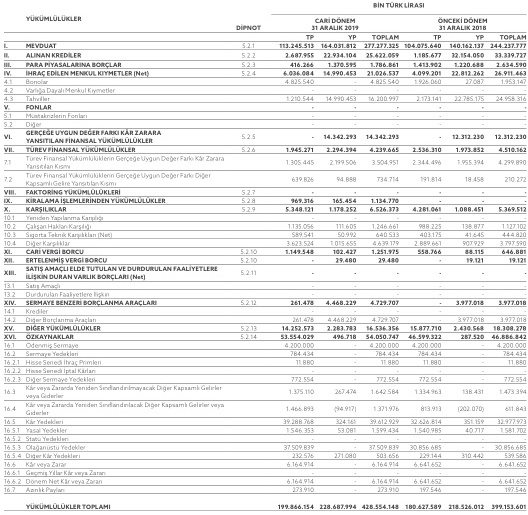 BİN TÜRK LİRASI
YÜKÜMLÜLÜKLER DİPNOT CARİ DÖNEM 31 ARALIK 2019 ÖNCEKİ DÖNEM 31 ARALIK 2018
TP YP TOPLAM TP YP TOPLAM
I. MEVDUAT 5.2.1 113.245.513 164.031.812 277.277.325 104.075.640 140.162.137 244.237.777
II. ALINAN KREDİLER 5.2.2 2.687.955 22.934.104 25.622.059 1.185.677 32.154.050 33.339.727
III. PARA PİYASALARINA BORÇLAR 5.2.3 416.266 1.370.595 1.786.861 1.413.902 1.220.688 2.634.590
IV. İHRAÇ EDİLEN MENKUL KIYMETLER (Net) 5.2.4 6.036.084 14.990.453 21.026.537 4.099.201 22.812.262 26.911.463
4.1 Bonolar 4.825.540 - 4.825.540 1.926.060 27.087 1.953.147
4.2 Varlığa Dayalı Menkul Kıymetler - - - - - -
4.3 Tahviller 1.210.544 14.990.453 16.200.997 2.173.141 22.785.175 24.958.316
V. FONLAR - - - - - -
5.1 Müstakrizlerin Fonları - - - - - -
5.2 Diğer - - - - - -
VI. GERÇEĞE UYGUN DEĞER FARKI KÂR ZARARA
YANSITILAN FİNANSAL YÜKÜMLÜLÜKLER 5.2.5 - 14.342.293 14.342.293 - 12.312.230 12.312.230
VII. TÜREV FİNANSAL YÜKÜMLÜLÜKLER 5.2.6 1.945.271 2.294.394 4.239.665 2.536.310 1.973.852 4.510.162
7.1 Türev Finansal Yükümlülüklerin Gerçeğe Uygun Değer Farkı Kâr Zarara
Yansıtılan Kısmı 1.305.445 2.199.506 3.504.951 2.344.496 1.955.394 4.299.890
7.2 Türev Finansal Yükümlülüklerin Gerçeğe Uygun Değer Farkı Diğer
Kapsamlı Gelire Yansıtılan Kısmı 639.826 94.888 734.714 191.814 18.458 210.272
VIII. FAKTORİNG YÜKÜMLÜLÜKLERİ 5.2.7 - - - - - -
IX. KİRALAMA İŞLEMLERİNDEN YÜKÜMLÜLÜKLER 5.2.8 969.316 165.454 1.134.770 - - -
X. KARŞILIKLAR 5.2.9 5.348.121 1.178.252 6.526.373 4.281.061 1.088.451 5.369.512
10.1 Yeniden Yapılanma Karşılığı - - - - - -
10.2 Çalışan Hakları Karşılığı 1.135.056 111.605 1.246.661 988.225 138.877 1.127.102
10.3 Sigorta Teknik Karşılıkları (Net) 589.541 50.992 640.533 403.175 41.645 444.820
10.4 Diğer Karşılıklar 3.623.524 1.015.655 4.639.179 2.889.661 907.929 3.797.590
XI. CARİ VERGİ BORCU 5.2.10 1.149.548 102.427 1.251.975 558.766 88.115 646.881
XII. ERTELENMİŞ VERGİ BORCU 5.2.10 - 29.480 29.480 - 19.121 19.121
XIII. SATIŞ AMAÇLI ELDE TUTULAN VE DURDURULAN FAALİYETLERE
İLİŞKİN DURAN VARLIK BORÇLARI (Net) 5.2.11 - - - - - -
13.1 Satış Amaçlı - - - - - -
13.2 Durdurulan Faaliyetlere İlişkin - - - - - -
XIV. SERMAYE BENZERİ BORÇLANMA ARAÇLARI 5.2.12 261.478 4.468.229 4.729.707 - 3.977.018 3.977.018
14.1 Krediler - - - - - -
14.2 Diğer Borçlanma Araçları 261.478 4.468.229 4.729.707 - 3.977.018 3.977.018
XV. DİĞER YÜKÜMLÜLÜKLER 5.2.13 14.252.573 2.283.783 16.536.356 15.877.710 2.430.568 18.308.278
XVI. ÖZKAYNAKLAR 5.2.14 53.554.029 496.718 54.050.747 46.599.322 287.520 46.886.842
16.1 Ödenmiş Sermaye 4.200.000 - 4.200.000 4.200.000 - 4.200.000
16.2 Sermaye Yedekleri 784.434 - 784.434 784.434 - 784.434
16.2.1 Hisse Senedi İhraç Primleri 11.880 - 11.880 11.880 - 11.880
16.2.2 Hisse Senedi İptal Kârları - - - - - -
16.2.3 Diğer Sermaye Yedekleri 772.554 - 772.554 772.554 - 772.554
16.3 Kâr veya Zararda Yeniden Sınıflandırılmayacak Diğer Kapsamlı Gelirler
veya Giderler 1.375.110 267.474 1.642.584 1.334.963 138.431 1.473.394
16.4 Kâr veya Zararda Yeniden Sınıflandırılacak Diğer Kapsamlı Gelirler veya
Giderler 1.466.893 (94.917) 1.371.976 813.913 (202.070) 611.843
16.5 Kâr Yedekleri 39.288.768 324.161 39.612.929 32.626.814 351.159 32.977.973
16.5.1 Yasal Yedekler 1.546.353 53.081 1.599.434 1.540.985 40.717 1.581.702
16.5.2 Statü Yedekleri - - - - - -
16.5.3 Olağanüstü Yedekler 37.509.839 - 37.509.839 30.856.685 - 30.856.685
16.5.4 Diğer Kâr Yedekleri 232.576 271.080 503.656 229.144 310.442 539.586
16.6 Kâr veya Zarar 6.164.914 - 6.164.914 6.641.652 - 6.641.652
16.6.1 Geçmiş Yıllar Kâr veya Zararı - - - - - -
16.6.2 Dönem Net Kâr veya Zararı 6.164.914 - 6.164.914 6.641.652 - 6.641.652
16.7 Azınlık Payları 273.910 - 273.910 197.546 - 197.546
YÜKÜMLÜLÜKLER TOPLAMI 199.866.154 228.687.994 428.554.148 180.627.589 218.526.012 399.153.601